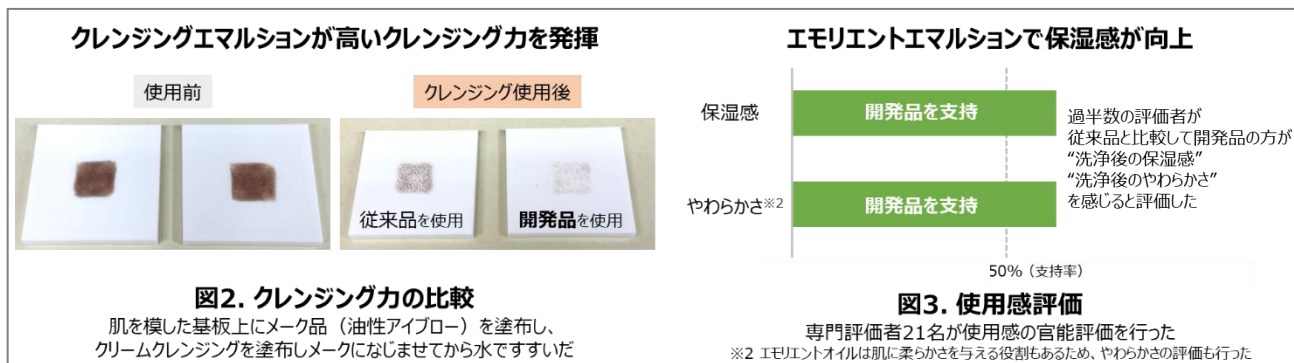 クレンジングエマルションが高いクレンジング力を発揮
使用前
クレンジング使用後
従来品を使用
開発品を使用
図2. クレンジング力の比較
肌を模した基板上にメーク品（油性アイブロー）を塗布し、
クリームクレンジングを塗布しメークになじませてから水ですすいだ
エモリエントエマルションで保湿感が向上
保湿感
開発品を支持
やわらかさ※2
開発品を支持
過半数の評価者が
従来品と比較して開発品の方が
“洗浄後の保湿感”
“洗浄後のやわらかさ”
を感じると評価した
50%（支持率）
図3. 使用感評価
専門評価者21名が使用感の官能評価を行った
※2 エモリエントオイルは肌に柔らかさを与える役割もあるため、やわらかさの評価も行った